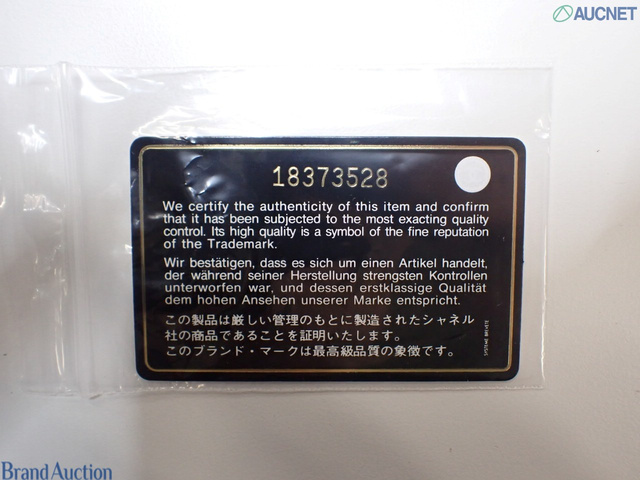 AUCNET
18373528
We certify the authenticity of this item and confirm
that it has been subjected to the most exacting quality
control. Its high quality is a symbol of the fine reputation
of the Trademark.
Wir bestätigen, dass es sich um einen Artikel handelt,
der während seiner Herstellung strengsten Kontrollen
unterworfen war, und dessen erstklassige Qualität
dem hohen Ansehen unserer Marke entspricht.
この製品は厳しい管理のもとに製造されたシャネル
社の商品であることを証明いたします。
このブランド・マークは最高級品質の象徴です。
SYSTEME BREVETE
Brand Auction